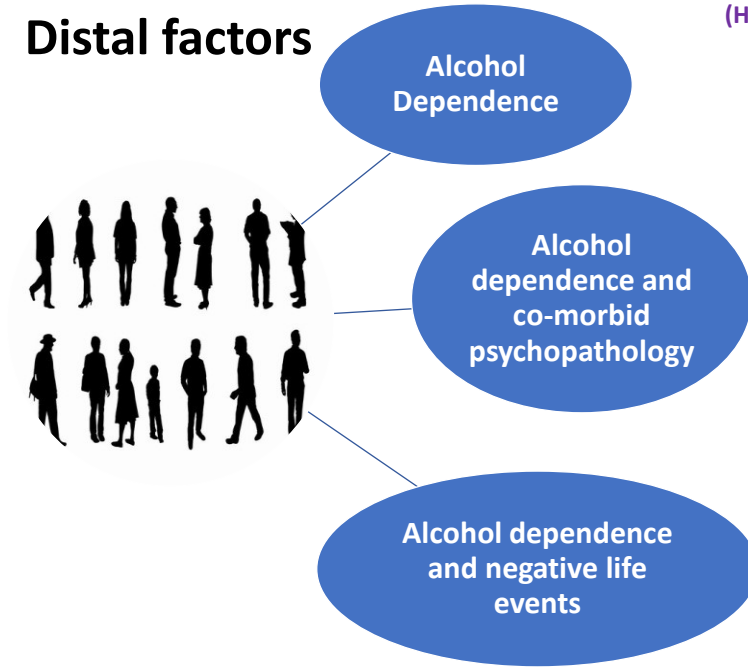 Distal factors
(H
Alcohol
Dependence
Alcohol
dependence and
co-morbid
psychopathology
Alcohol dependence
and negative life
events